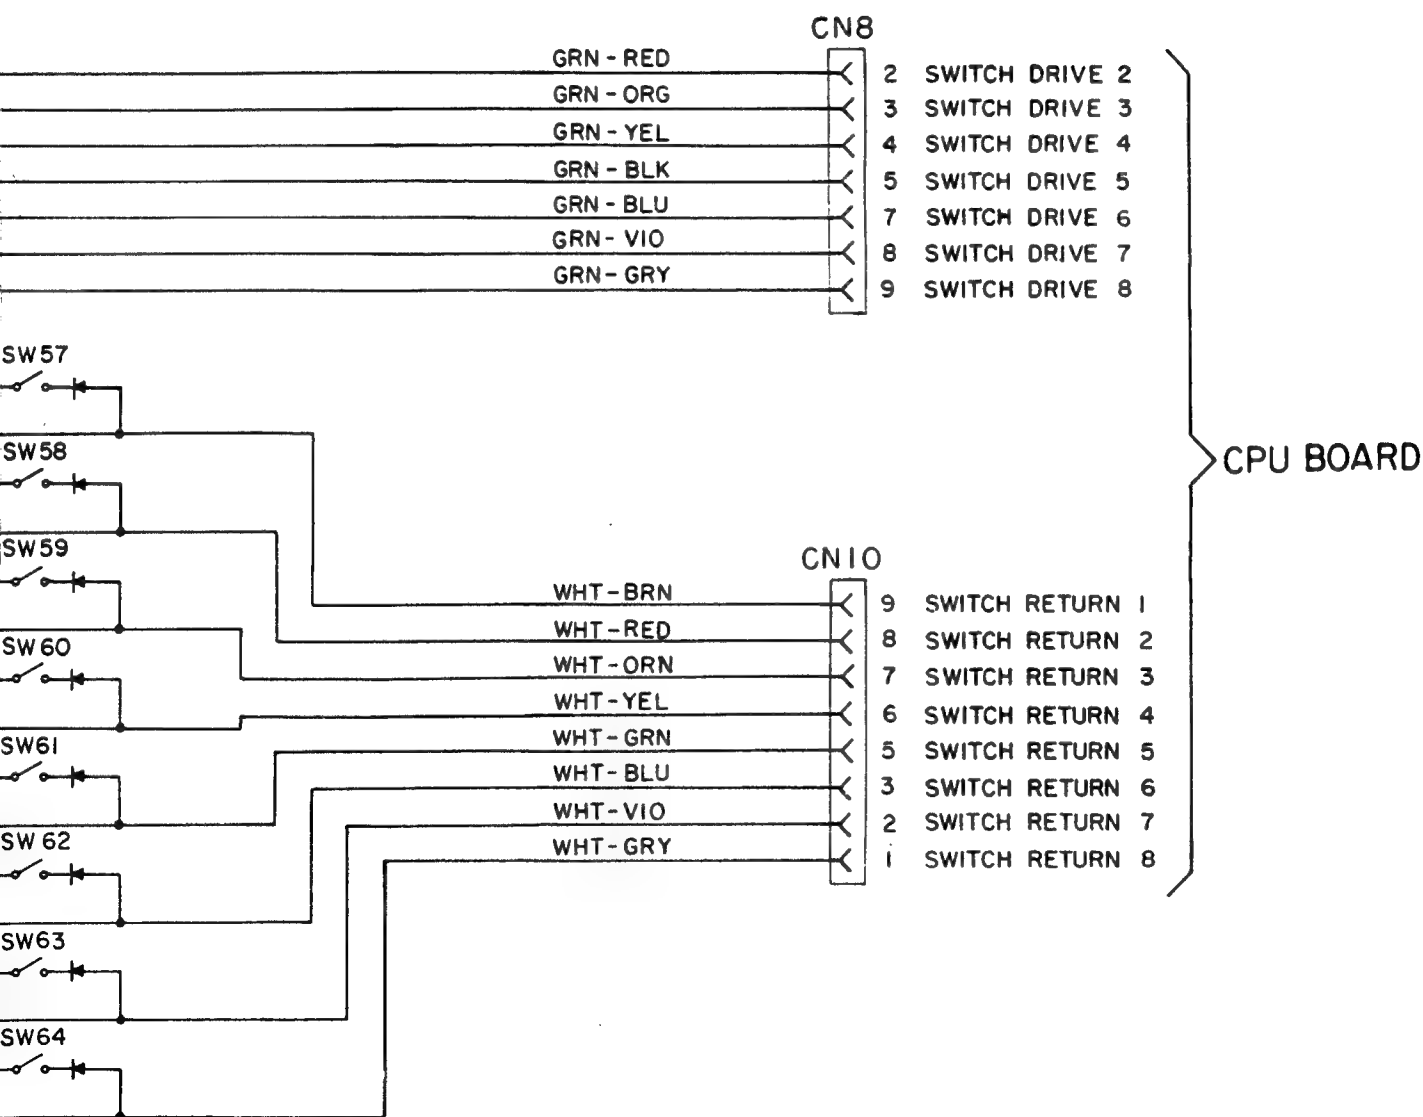 CN8
GRN-RED 2 SWITCH DRIVE 2
GRN-ORG 3 SWITCH DRIVE 3
GRN-YEL 4 SWITCH DRIVE 4
GRN-BLK 5 SWITCH DRIVE 5
GRN-BLU 7 SWITCH DRIVE 6
GRN-VIO 8 SWITCH DRIVE 7
GRN-GRY 9 SWITCH DRIVE 8
SW57
SW58
CPU BOARD
SW59
CN10
WHT-BRN 9 SWITCH RETURN 1
WHT-RED 8 SWITCH RETURN 2
SW60
WHT-ORN 7 SWITCH RETURN 3
WHT-YEL 6 SWITCH RETURN 4
SW61
WHT-GRN 5 SWITCH RETURN 5
WHT-BLU 3 SWITCH RETURN 6
WHT-VIO 2 SWITCH RETURN 7
SW62
WHT-GRY 1 SWITCH RETURN 8
SW63
SW64